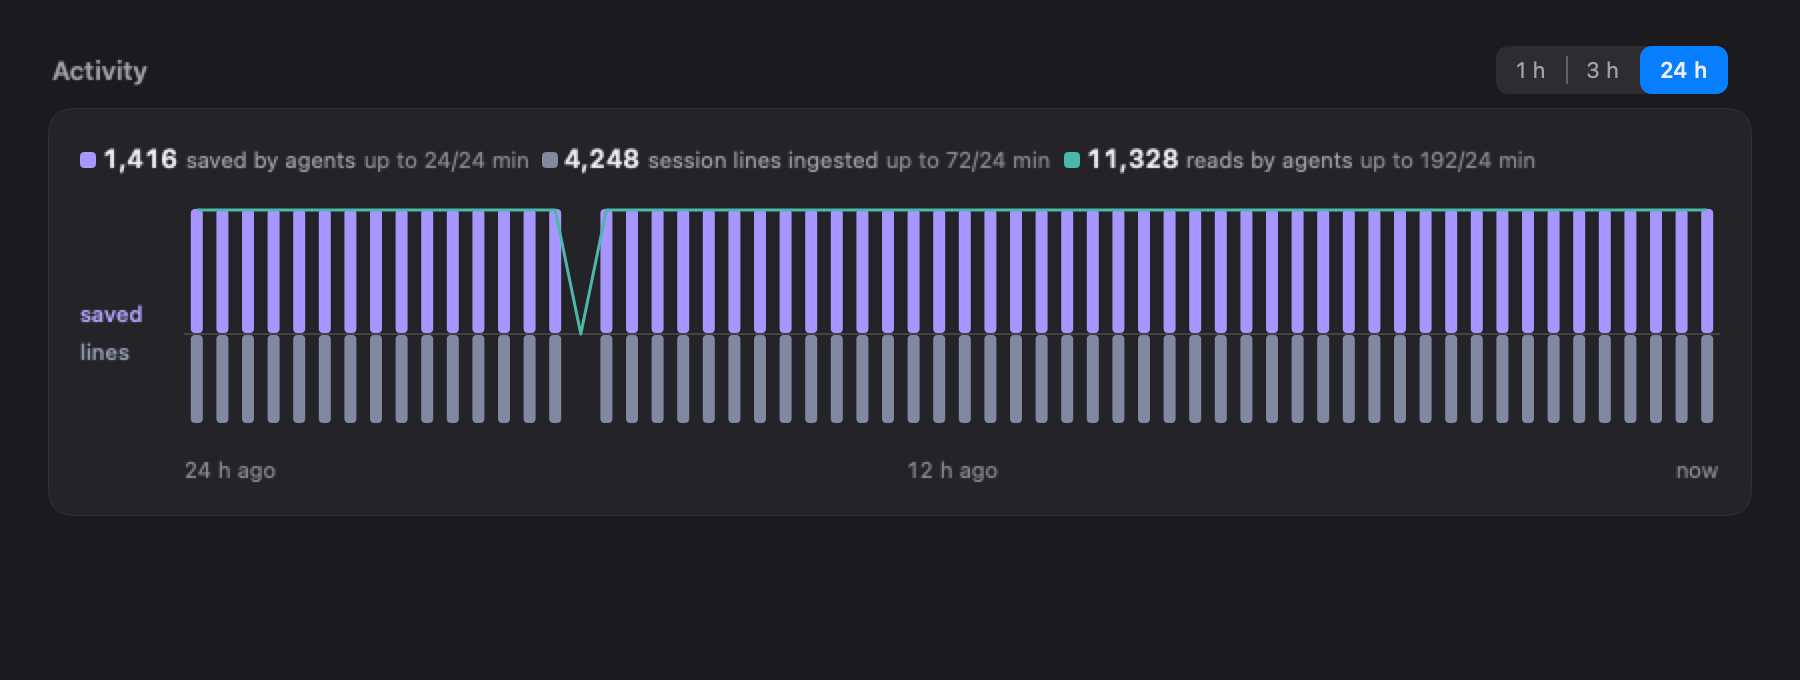 Activity
1 h 3 h 24 h
1,416 saved by agents up to 24/24 min 4,248 session lines ingested up to 72/24 min 11,328 reads by agents up to 192/24 min
saved
lines
24 h ago 12 h ago now